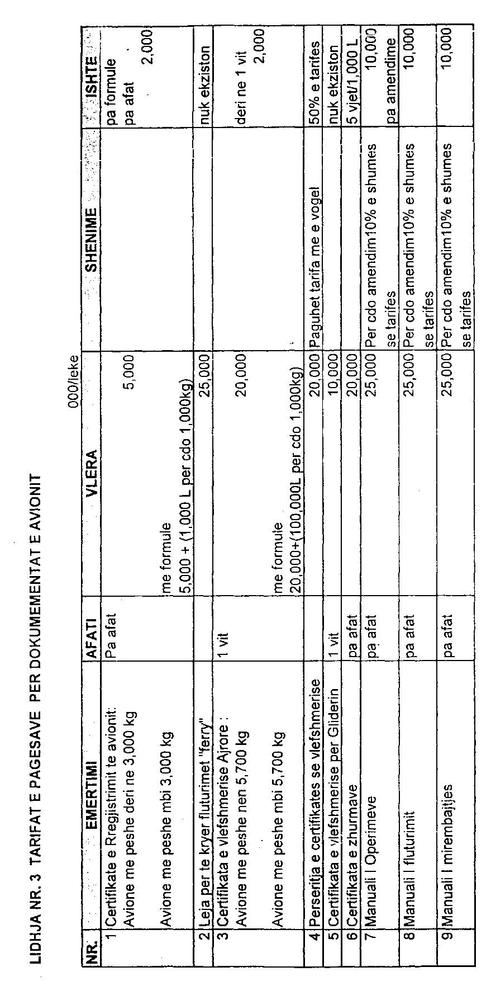 LIDHJA NR. 3 TARIFAT E PAGESAVE PER DOKUMEMENTAT E AVIONIT
000/leke
NR. EMERTIMI AFATI VLERA SHENIME ISHTE
1 Certifikate e Rregjistrimit te avionit: Pa afat pa formule
Avione me peshe deri ne 3,000 kg 5,000 pa afat
2,000
Avione me peshe mbi 3,000 kg me formule
5,000 + (1,000 L per cdo 1,000kg)
2 Leja per te kryer fluturimet "ferry" 25,000 nuk ekziston
3 Certifikata e vlefshmerise Ajrore : 1 vit
Avione me peshe nen 5,700 kg 20,000 deri ne 1 vit
2,000
Avione me peshe mbi 5,700 kg me formule
20,000+(100,000L per cdo 1,000kg)
4 Perseritja e certifikates se vlefshmerise 20,000 Paguhet tarifa me e vogel 50% e tarifes
5 Certifikata e vlefshmerise per Gliderin 1 vit 10,000 nuk ekziston
6 Certifikata e zhurmave pa afat 20,000 5 vjet/1,000 L
7 Manuali I Operimeve pa afat 25,000 Per cdo amendim10% e shumes 10,000
se tarifes pa amendime
8 Manuali I fluturimit pa afat 25,000 Per cdo amendim10% e shumes 10,000
se tarifes
9 Manuali I mirembajtjes pa afat 25,000 Per cdo amendim10% e shumes 10,000
se tarifes